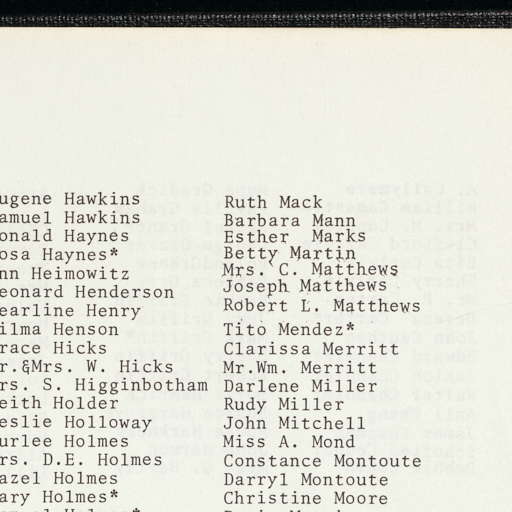 ugene Hawkins
amuel Hawkins
onald Haynes
osa Haynes*
nn Heimowitz
eonard Henderson
earline Henry
ilma Henson
race Hicks
r.&Mrs. W. Hicks
rs. S. Higginbotham
eith Holder
eslie Holloway
urlee Holmes
rs. D.E. Holmes
azel Holmes
ary Holmes*
Ruth Mack
Barbara Mann
Esther Marks
Betty Martin
Mrs. C. Matthews
Joseph Matthews
Robert L. Matthews
Tito Mendez*
Clarissa Merritt
Mr.Wm. Merritt
Darlene Miller
Rudy Miller
John Mitchell
Miss A. Mond
Constance Montoute
Darryl Montoute
Christine Moore